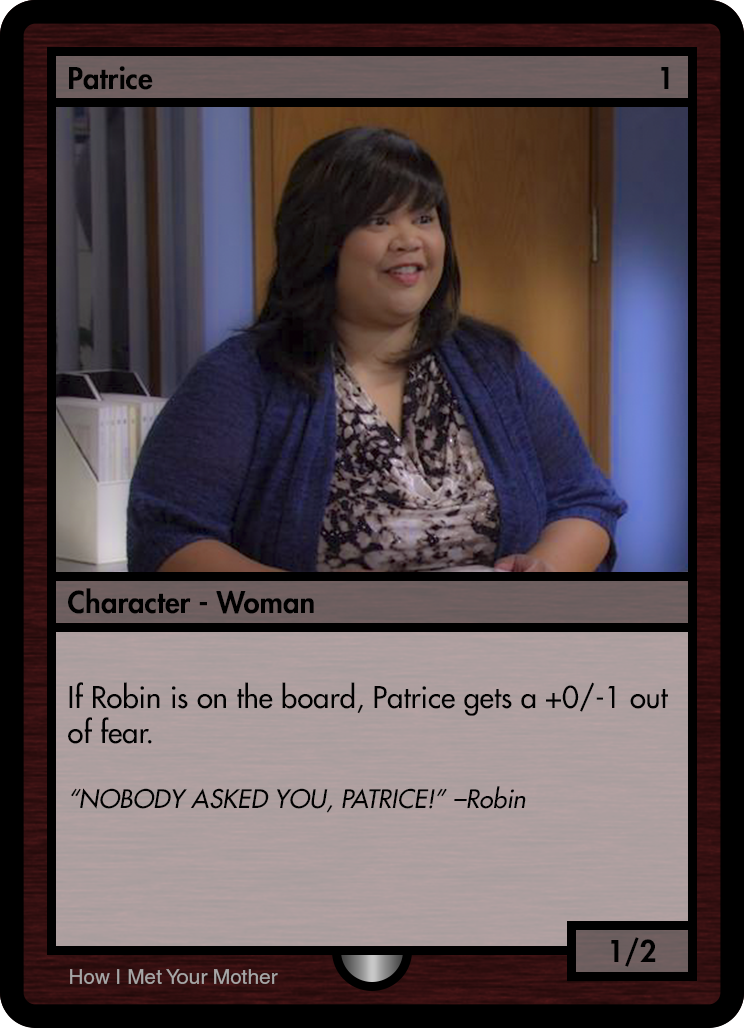 Patrice 1
Character - Woman
If Robin is on the board, Patrice gets a +0/-1 out
of fear.
“NOBODY ASKED YOU, PATRICE!” –Robin
1/2
How I Met Your Mother